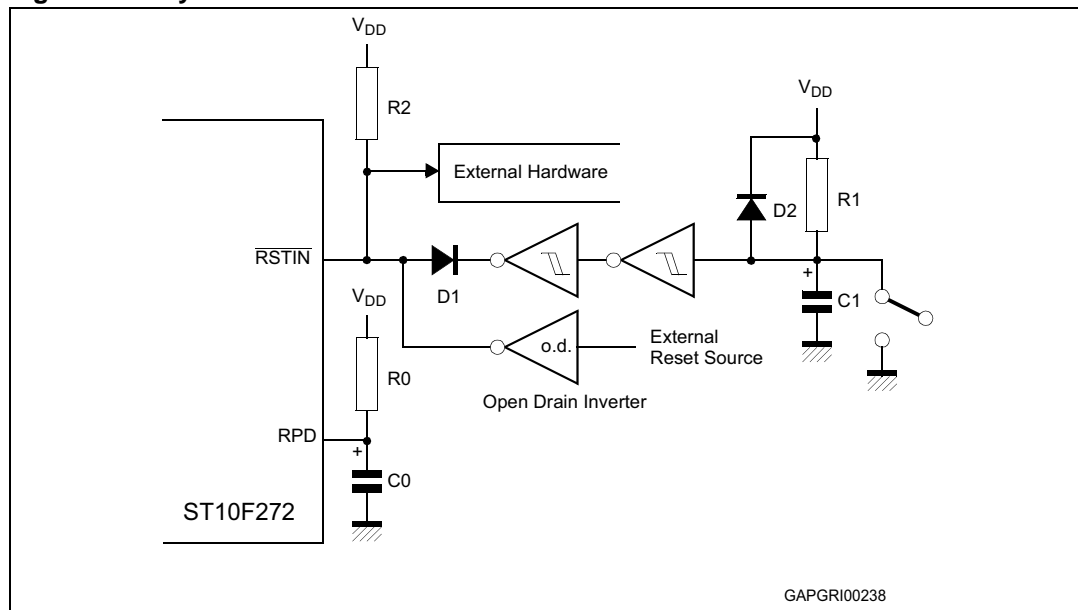 VDD
R2
VDD
External Hardware
D2
R1
RSTIN
D1
+
C1
VDD
External
Reset Source
o.d.
R0
Open Drain Inverter
RPD
+
C0
ST10F272
GAPGRI00238